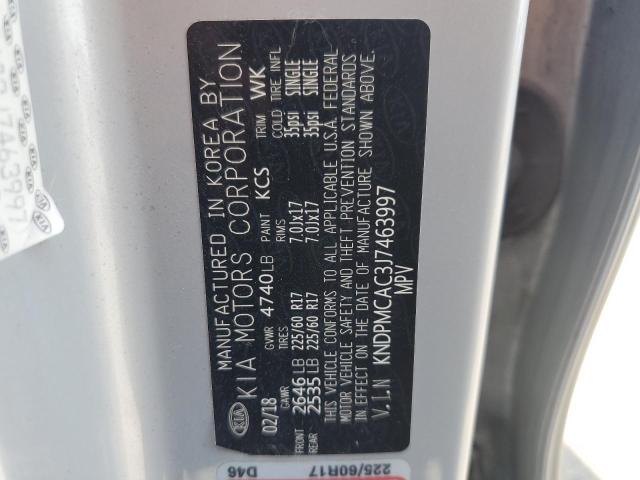 MANUFACTURED IN KOREA BY
KIA KIA MOTORS CORPORATION
02/18 GVWR 4740LB PAINT KCS TRIM WK
GAWR TIRES RIMS COLD TIRE INFL
FRONT 2646LB 225/60 R17 7.0JX17 35psi SINGLE
REAR 2535LB 225/60 R17 7.0JX17 35psi SINGLE
THIS VEHICLE CONFORMS TO ALL APPLICABLE U.S.A. FEDERAL
MOTOR VEHICLE SAFETY AND THEFT PREVENTION STANDARDS
IN EFFECT ON THE DATE OF MANUFACTURE SHOWN ABOVE.
V.I.N KNDPMCAC3J7463997
MPV
D46 225/60R17